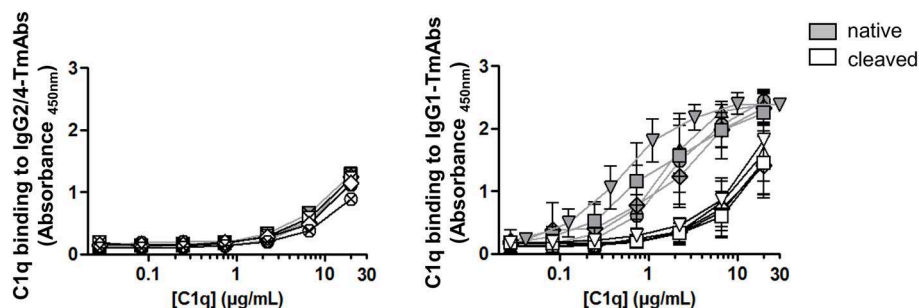 C1q binding to IgG2/4-TmAbs
(Absorbance 450nm)
3
2
1
0
0.1
1
10
30
[C1q] (µg/mL)
C1q binding to IgG1-TmAbs
(Absorbance 450nm)
3
2
1
0
0.1
1
10
30
[C1q] (µg/mL)
native
cleaved